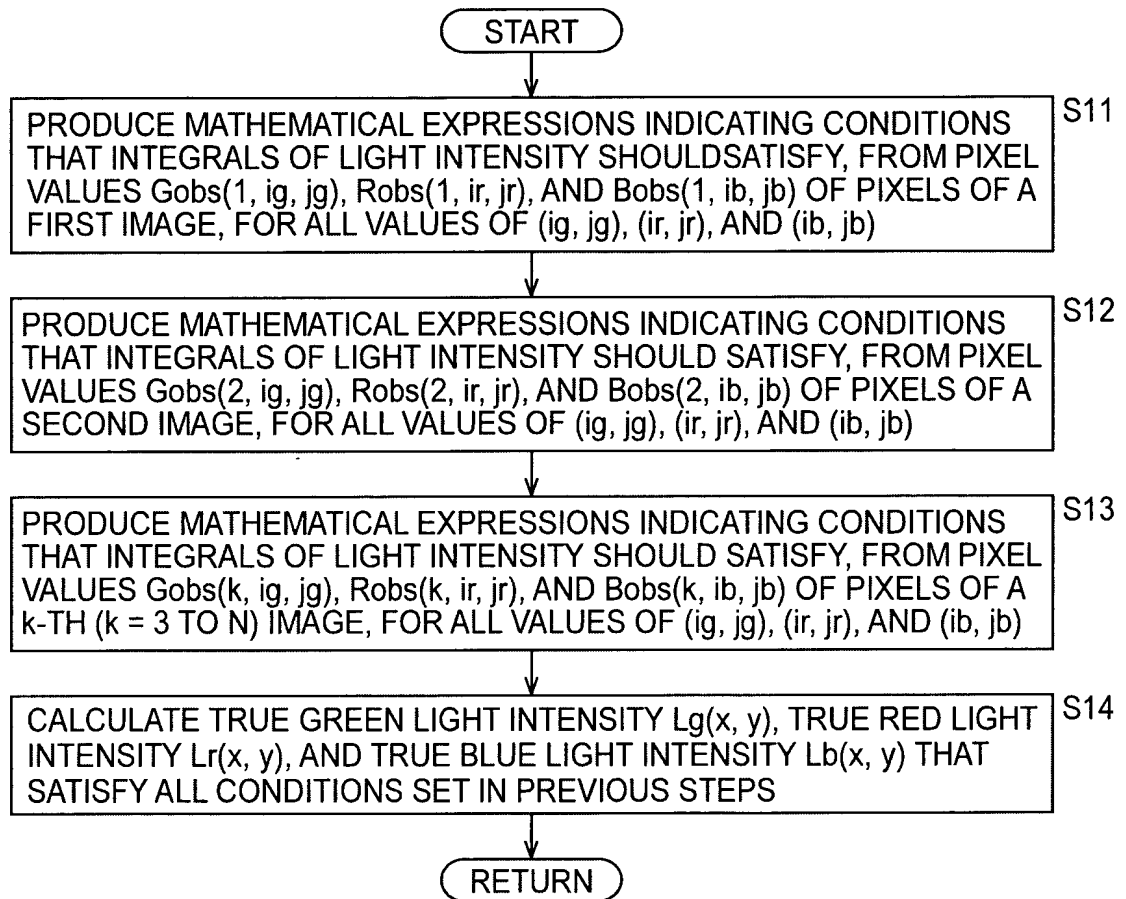 START
S11
PRODUCE MATHEMATICAL EXPRESSIONS INDICATING CONDITIONS
THAT INTEGRALS OF LIGHT INTENSITY SHOULDSATISFY, FROM PIXEL
VALUES Gobs(1, ig, jg), Robs(1, ir, jr), AND Bobs(1, ib, jb) OF PIXELS OF A
FIRST IMAGE, FOR ALL VALUES OF (ig, jg), (ir, jr), AND (ib, jb)
S12
PRODUCE MATHEMATICAL EXPRESSIONS INDICATING CONDITIONS
THAT INTEGRALS OF LIGHT INTENSITY SHOULD SATISFY, FROM PIXEL
VALUES Gobs(2, ig, jg), Robs(2, ir, jr), AND Bobs(2, ib, jb) OF PIXELS OF A
SECOND IMAGE, FOR ALL VALUES OF (ig, jg), (ir, jr), AND (ib, jb)
S13
PRODUCE MATHEMATICAL EXPRESSIONS INDICATING CONDITIONS
THAT INTEGRALS OF LIGHT INTENSITY SHOULD SATISFY, FROM PIXEL
VALUES Gobs(k, ig, jg), Robs(k, ir, jr), AND Bobs(k, ib, jb) OF PIXELS OF A
k-TH (k = 3 TO N) IMAGE, FOR ALL VALUES OF (ig, jg), (ir, jr), AND (ib, jb)
S14
CALCULATE TRUE GREEN LIGHT INTENSITY Lg(x, y), TRUE RED LIGHT
INTENSITY Lr(x, y), AND TRUE BLUE LIGHT INTENSITY Lb(x, y) THAT
SATISFY ALL CONDITIONS SET IN PREVIOUS STEPS
RETURN